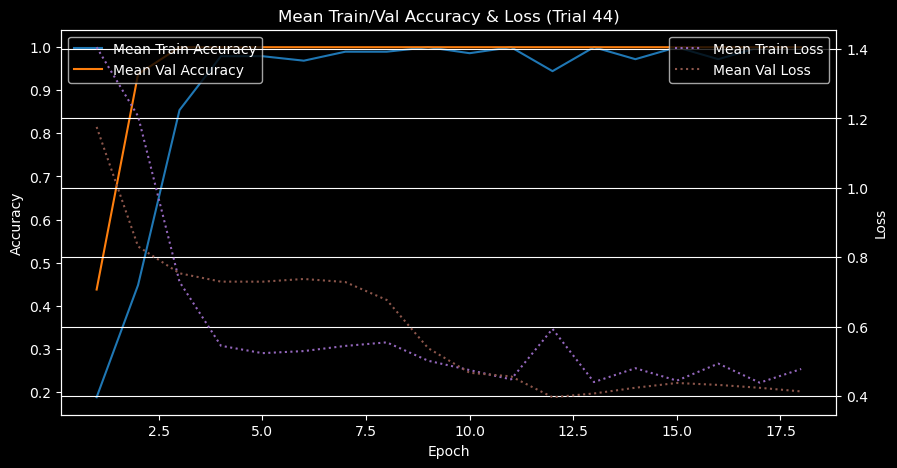 Mean Train/Val Accuracy & Loss (Trial 44)
Mean Train Accuracy
Mean Val Accuracy
Mean Train Loss
Mean Val Loss
1.0
0.9
0.8
0.7
0.6
0.5
0.4
0.3
0.2
Accuracy
1.4
1.2
1.0
0.8
0.6
0.4
Loss
2.5
5.0
7.5
10.0
12.5
15.0
17.5
Epoch